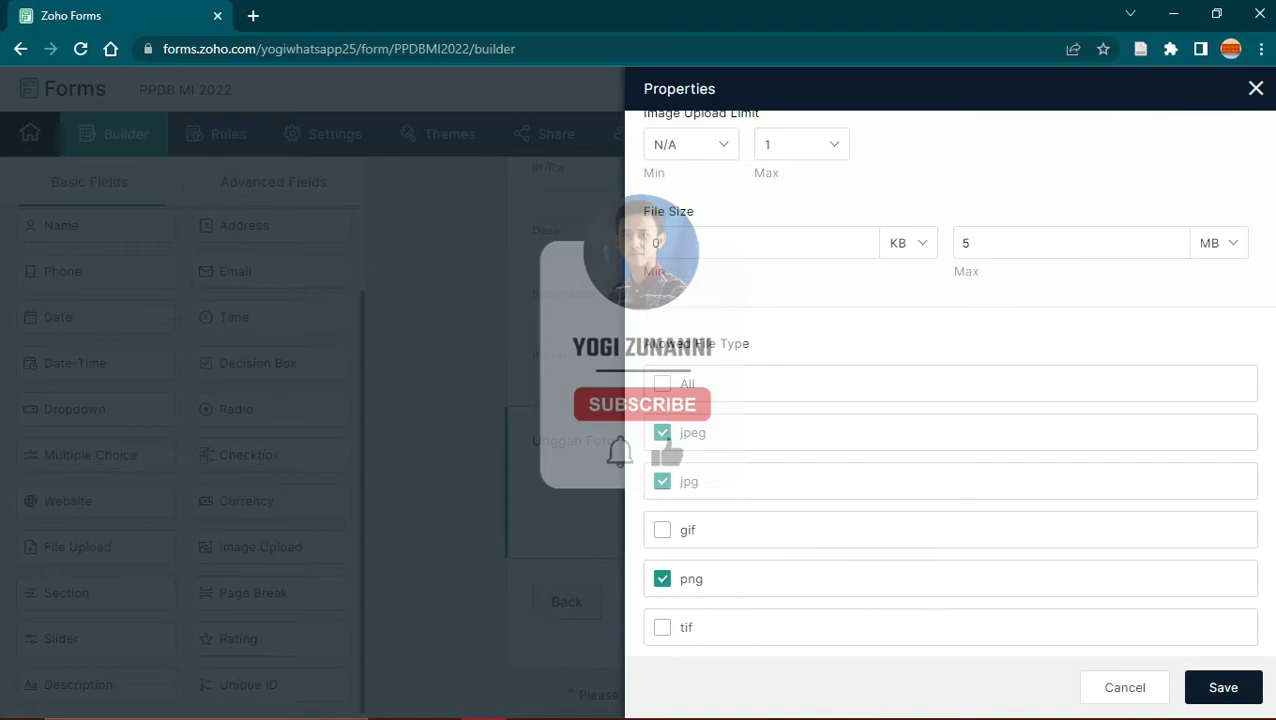 Zoho Forms
forms.zoho.com/yogiwhatsapp25/form/PPDBMI2022/builder
Forms PPDB MI 2022
Builder Rules Settings Themes Share
Basic Fields Advanced Fields
Name Address
Phone Email
Date Time
Date-Time Decision Box
Dropdown Radio
Multiple Choice Checkbox
Website Currency
File Upload Image Upload
Section Page Break
Slider Rating
Description Unique ID
Desa
Unggah Foto
Back
* Please
YOGI ZUNANNI
SUBSCRIBE
Properties
Image Upload Limit
N/A 1
Min Max
File Size
0 KB 5 MB
Min Max
Allowed File Type
All
jpeg
jpg
gif
png
tif
Cancel Save